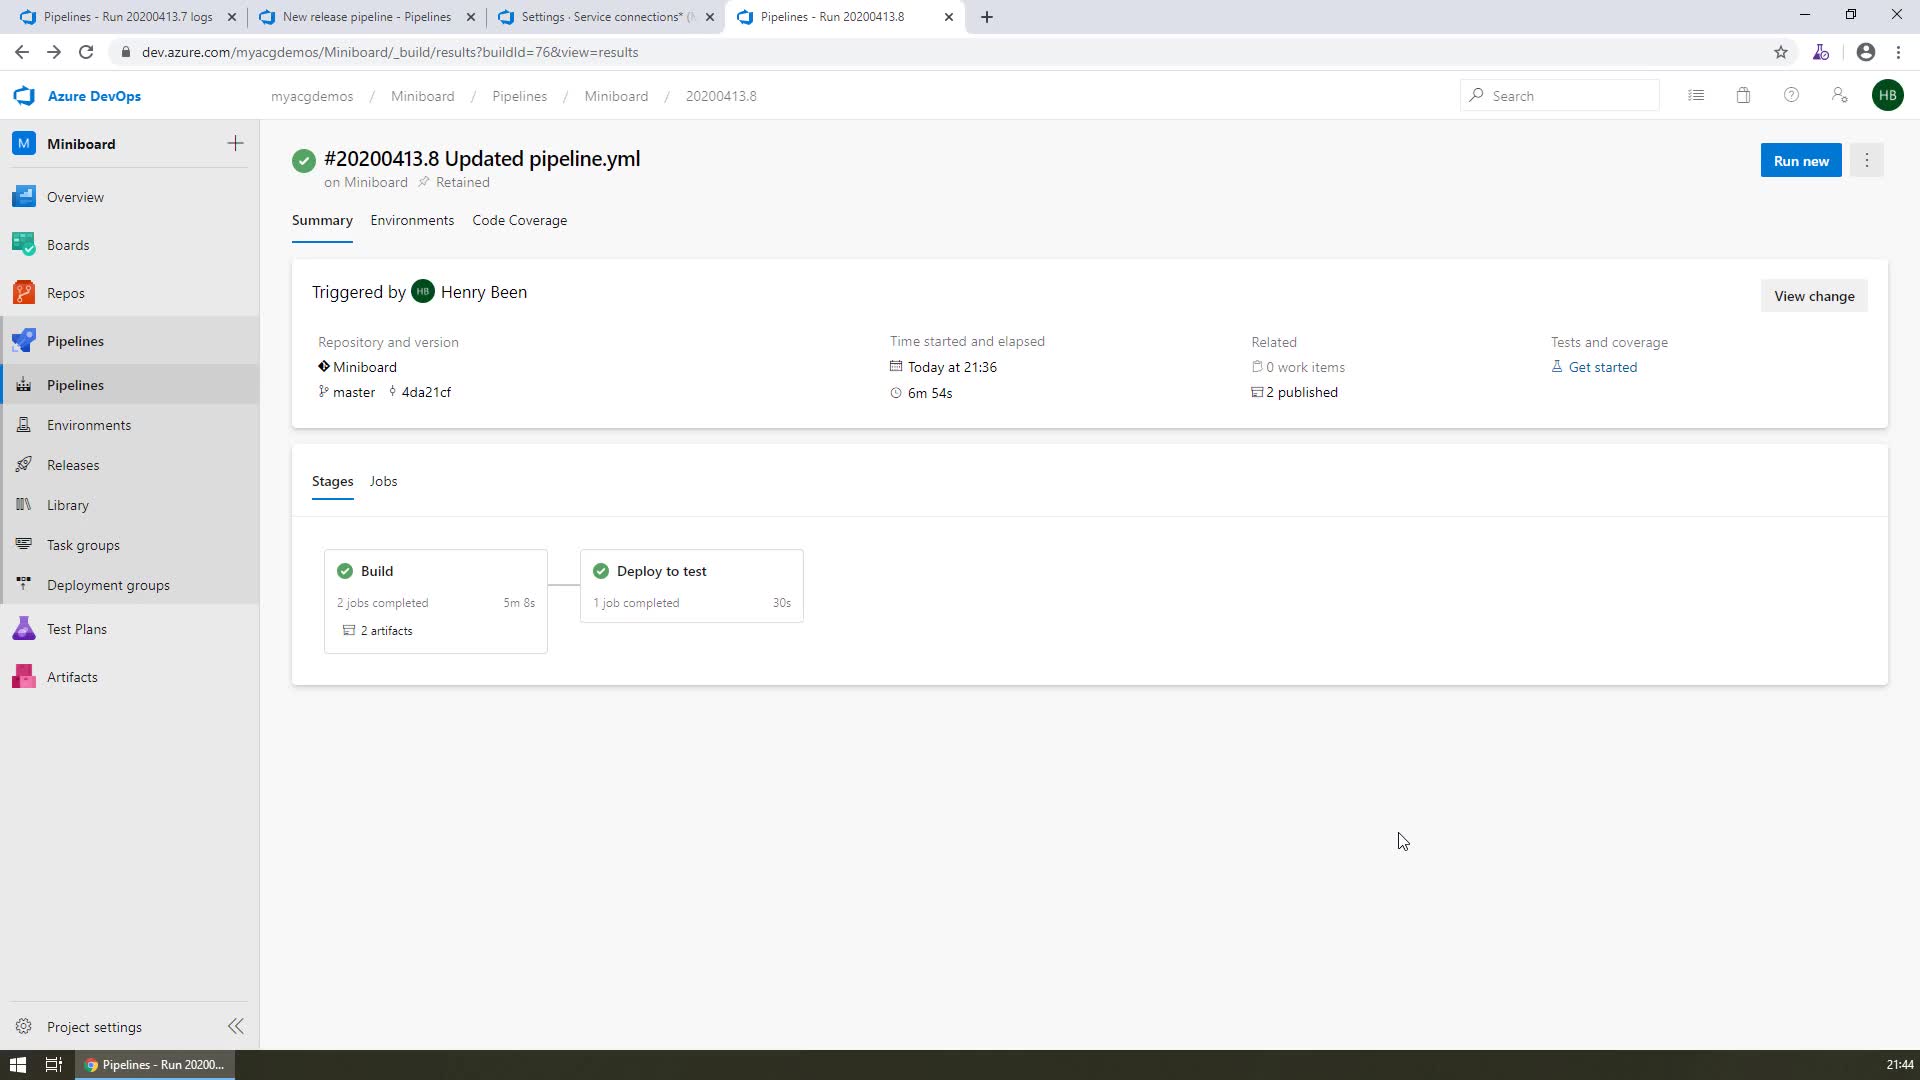 Pipelines - Run 20200413.7 logs
New release pipeline - Pipelines
Settings · Service connections* (
Pipelines - Run 20200413.8
dev.azure.com/myacgdemos/Miniboard/_build/results?buildId=76&view=results
Azure DevOps
myacgdemos / Miniboard / Pipelines / Miniboard / 20200413.8
Search
HB
M Miniboard
Overview
Boards
Repos
Pipelines
Pipelines
Environments
Releases
Library
Task groups
Deployment groups
Test Plans
Artifacts
Project settings
#20200413.8 Updated pipeline.yml
on Miniboard Retained
Run new
Summary Environments Code Coverage
Triggered by HB Henry Been
View change
Repository and version
Miniboard
master 4da21cf
Time started and elapsed
Today at 21:36
6m 54s
Related
0 work items
2 published
Tests and coverage
Get started
Stages Jobs
Build
2 jobs completed 5m 8s
2 artifacts
Deploy to test
1 job completed 30s
Pipelines - Run 20200...
21:44